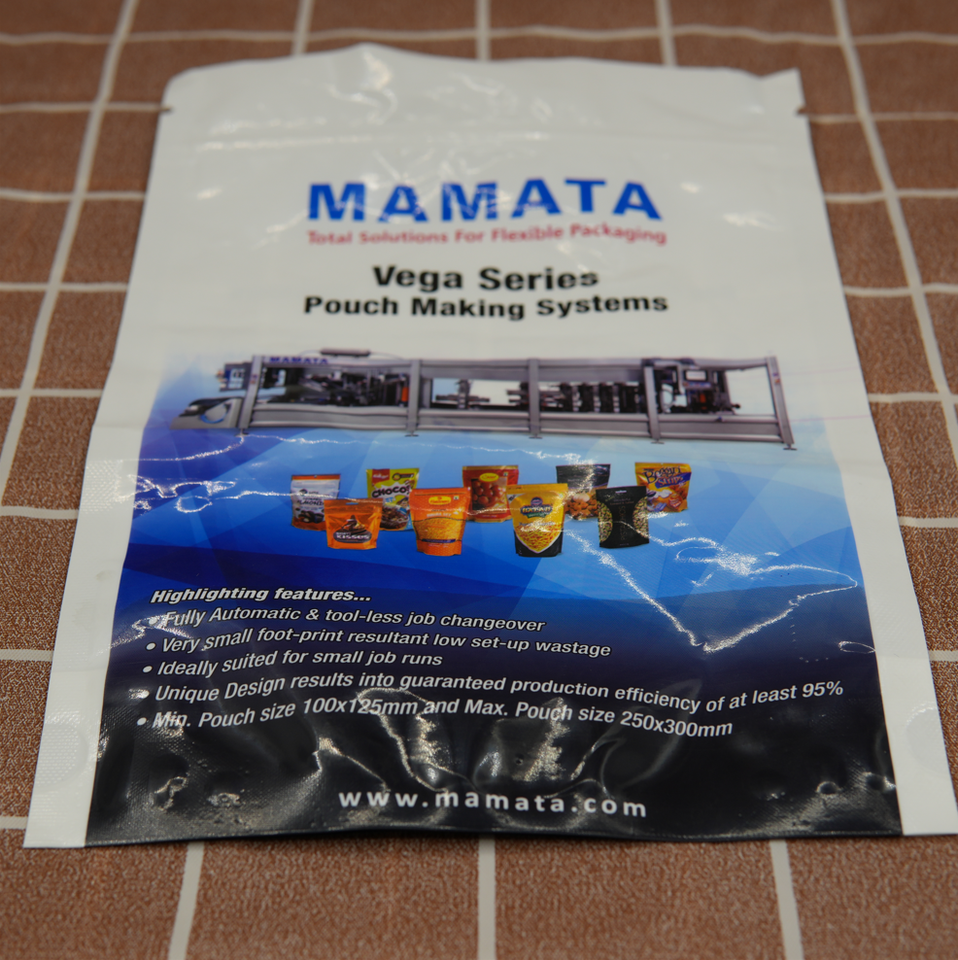 MAMATA
Total Solutions For Flexible Packaging
Vega Series
Pouch Making Systems
MAMATA
CHOCOS
KISSES
Highlighting features...
• Fully Automatic & tool-less job changeover
• Very small foot-print resultant low set-up wastage
• Ideally suited for small job runs
• Unique Design results into guaranteed production efficiency of at least 95%
• Min. Pouch size 100x125mm and Max. Pouch size 250x300mm
www.mamata.com